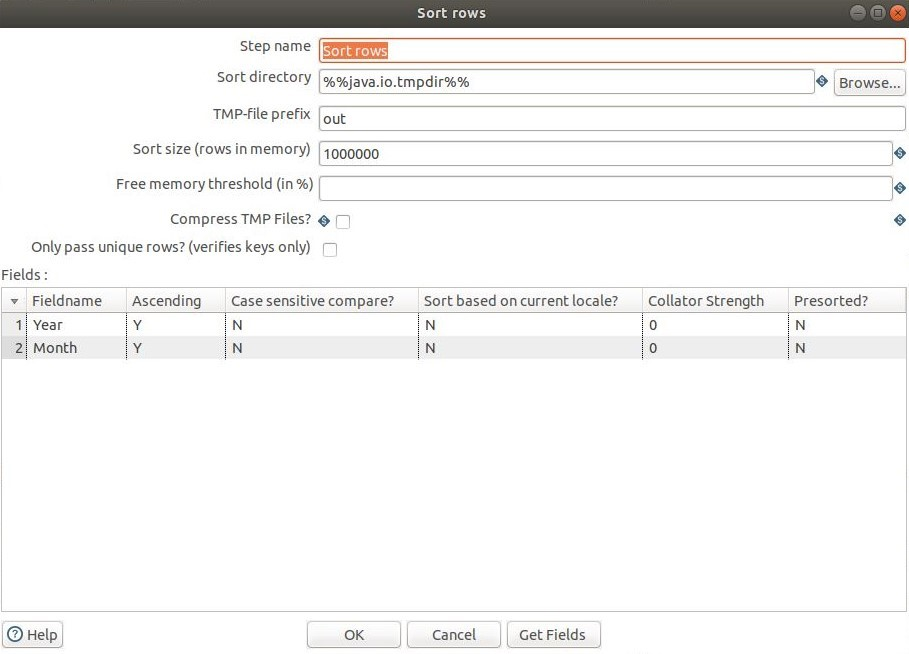 Sort rows
Step name Sort rows
Sort directory %%java.io.tmpdir%% Browse...
TMP-file prefix out
Sort size (rows in memory) 1000000
Free memory threshold (in %)
Compress TMP Files?
Only pass unique rows? (verifies keys only)
Fields :
Fieldname Ascending Case sensitive compare? Sort based on current locale? Collator Strength Presorted?
1 Year Y N N 0 N
2 Month Y N N 0 N
Help OK Cancel Get Fields